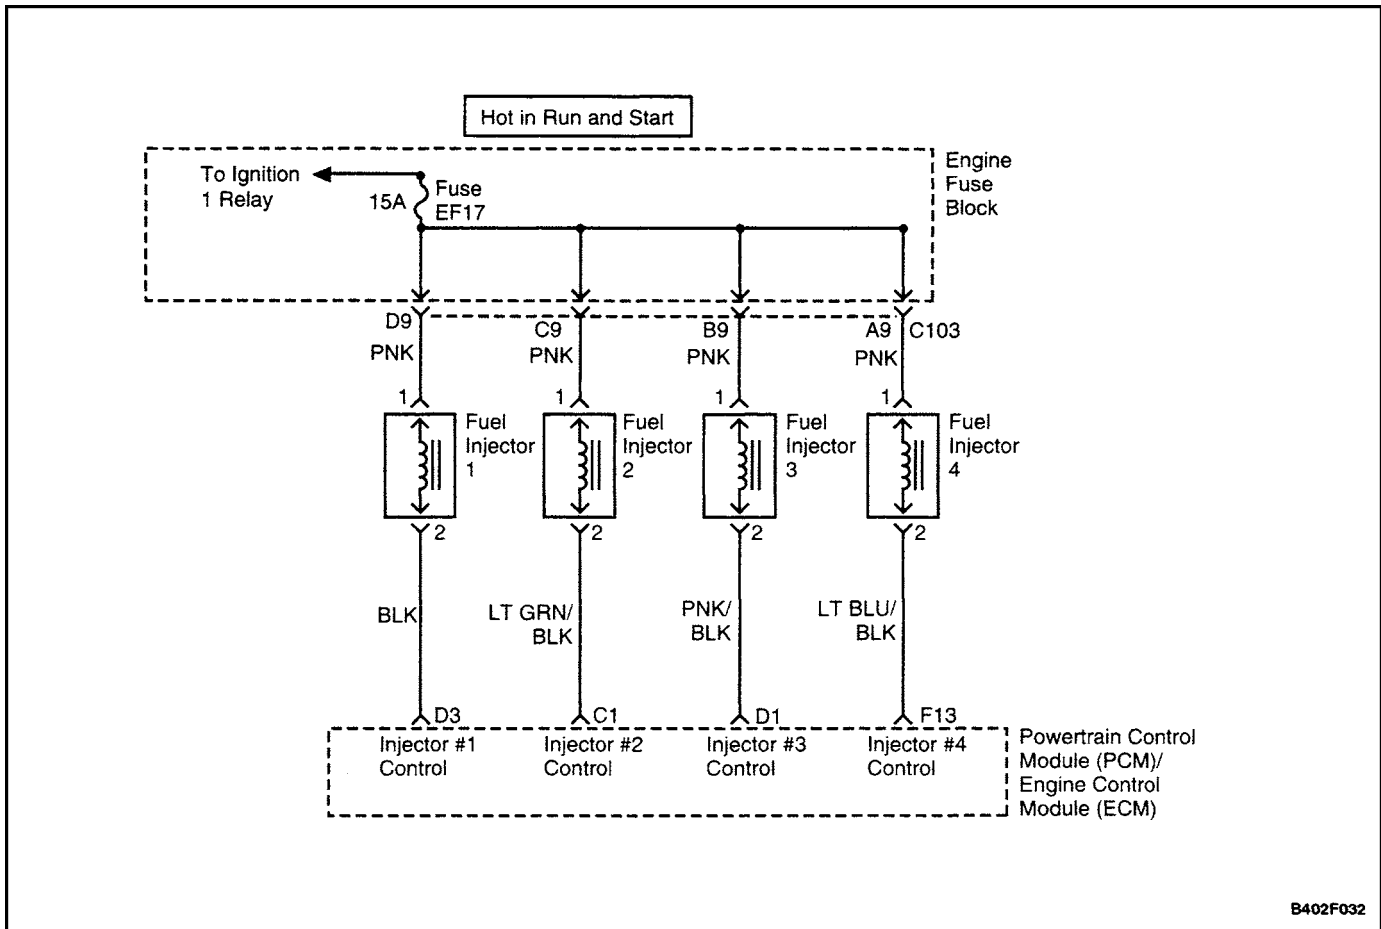 Hot in Run and Start
To Ignition
1 Relay
15A
Fuse
EF17
Engine
Fuse
Block
D9
C9
B9
A9
C103
PNK
PNK
PNK
PNK
1
1
1
1
Fuel
Injector
1
Fuel
Injector
2
Fuel
Injector
3
Fuel
Injector
4
2
2
2
2
BLK
LT GRN/
BLK
PNK/
BLK
LT BLU/
BLK
D3
C1
D1
F13
Injector #1
Control
Injector #2
Control
Injector #3
Control
Injector #4
Control
Powertrain Control
Module (PCM)/
Engine Control
Module (ECM)
B402F032